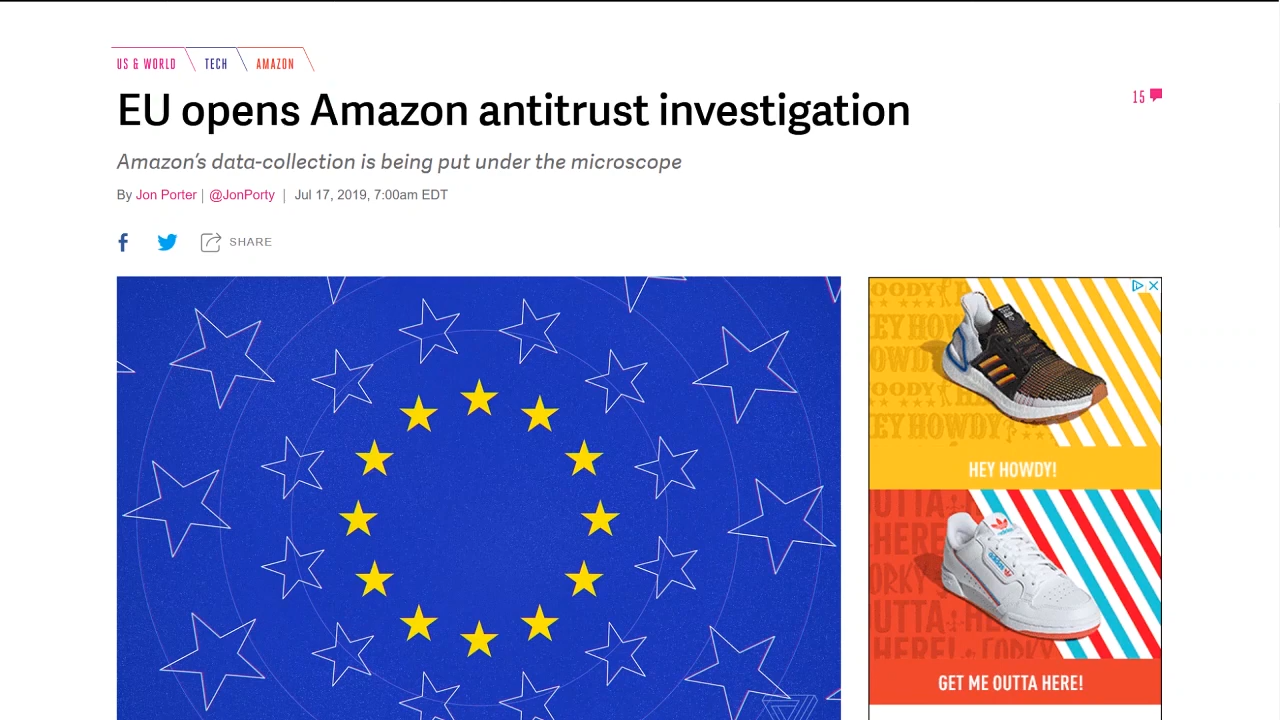 US & WORLD TECH AMAZON
EU opens Amazon antitrust investigation
15
Amazon's data-collection is being put under the microscope
By Jon Porter | @JonPorty | Jul 17, 2019, 7:00am EDT
SHARE
HEY HOWDY!
adidas
GET ME OUTTA HERE!